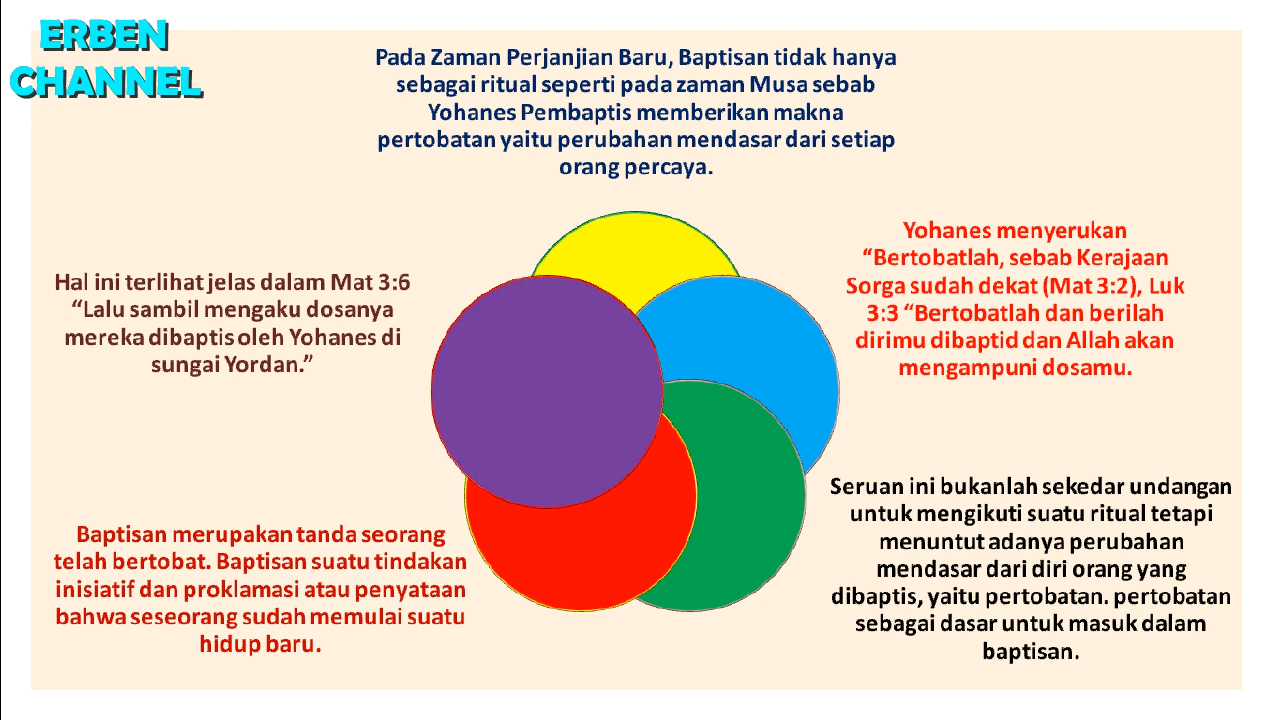 ERBEN
CHANNEL
Pada Zaman Perjanjian Baru, Baptisan tidak hanya
sebagai ritual seperti pada zaman Musa sebab
Yohanes Pembaptis memberikan makna
pertobatan yaitu perubahan mendasar dari setiap
orang percaya.
Yohanes menyerukan
“Bertobatlah, sebab Kerajaan
Sorga sudah dekat (Mat 3:2), Luk
3:3 “Bertobatlah dan berilah
dirimu dibaptid dan Allah akan
mengampuni dosamu.
Seruan ini bukanlah sekedar undangan
untuk mengikuti suatu ritual tetapi
menuntut adanya perubahan
mendasar dari diri orang yang
dibaptis, yaitu pertobatan. pertobatan
sebagai dasar untuk masuk dalam
baptisan.
Baptisan merupakan tanda seorang
telah bertobat. Baptisan suatu tindakan
inisiatif dan proklamasi atau penyataan
bahwa seseorang sudah memulai suatu
hidup baru.
Hal ini terlihat jelas dalam Mat 3:6
“Lalu sambil mengaku dosanya
mereka dibaptis oleh Yohanes di
sungai Yordan.”